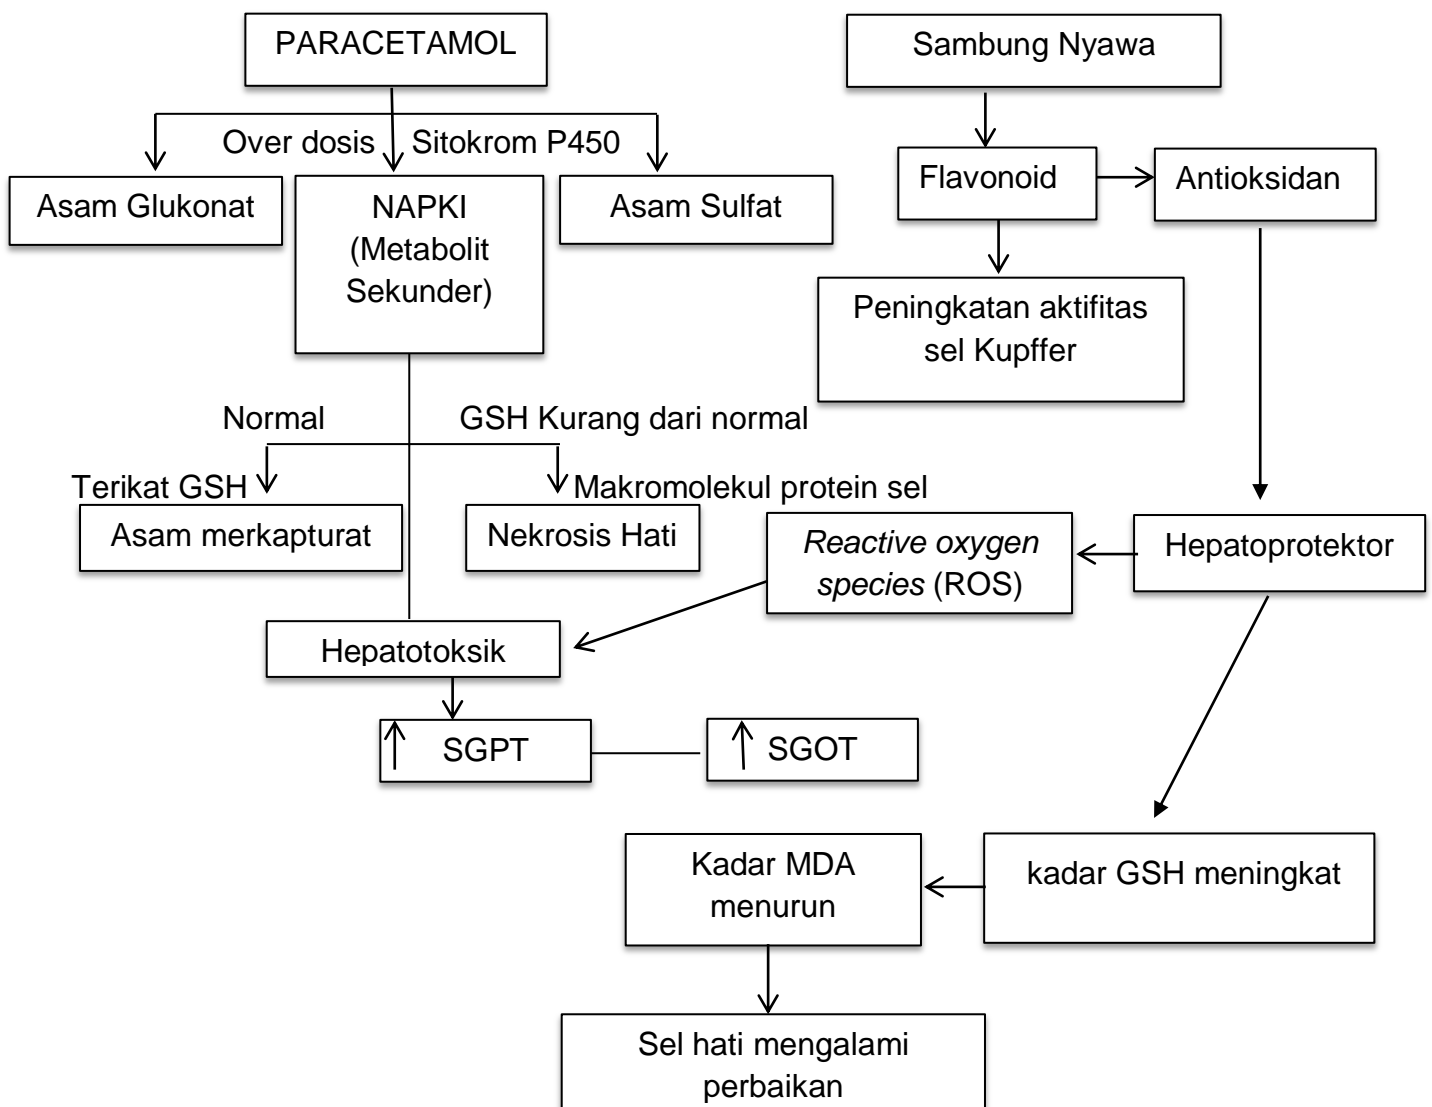 PARACETAMOL
Sambung Nyawa
Over dosis
Sitokrom P450
Flavonoid
Antioksidan
Asam Glukonat
NAPKI
(Metabolit
Sekunder)
Asam Sulfat
Peningkatan aktifitas
sel Kupffer
Normal
GSH Kurang dari normal
Terikat GSH
Makromolekul protein sel
Asam merkapturat
Nekrosis Hati
Reactive oxygen
species (ROS)
Hepatoprotektor
Hepatotoksik
SGPT
SGOT
Kadar MDA
menurun
kadar GSH meningkat
Sel hati mengalami
perbaikan